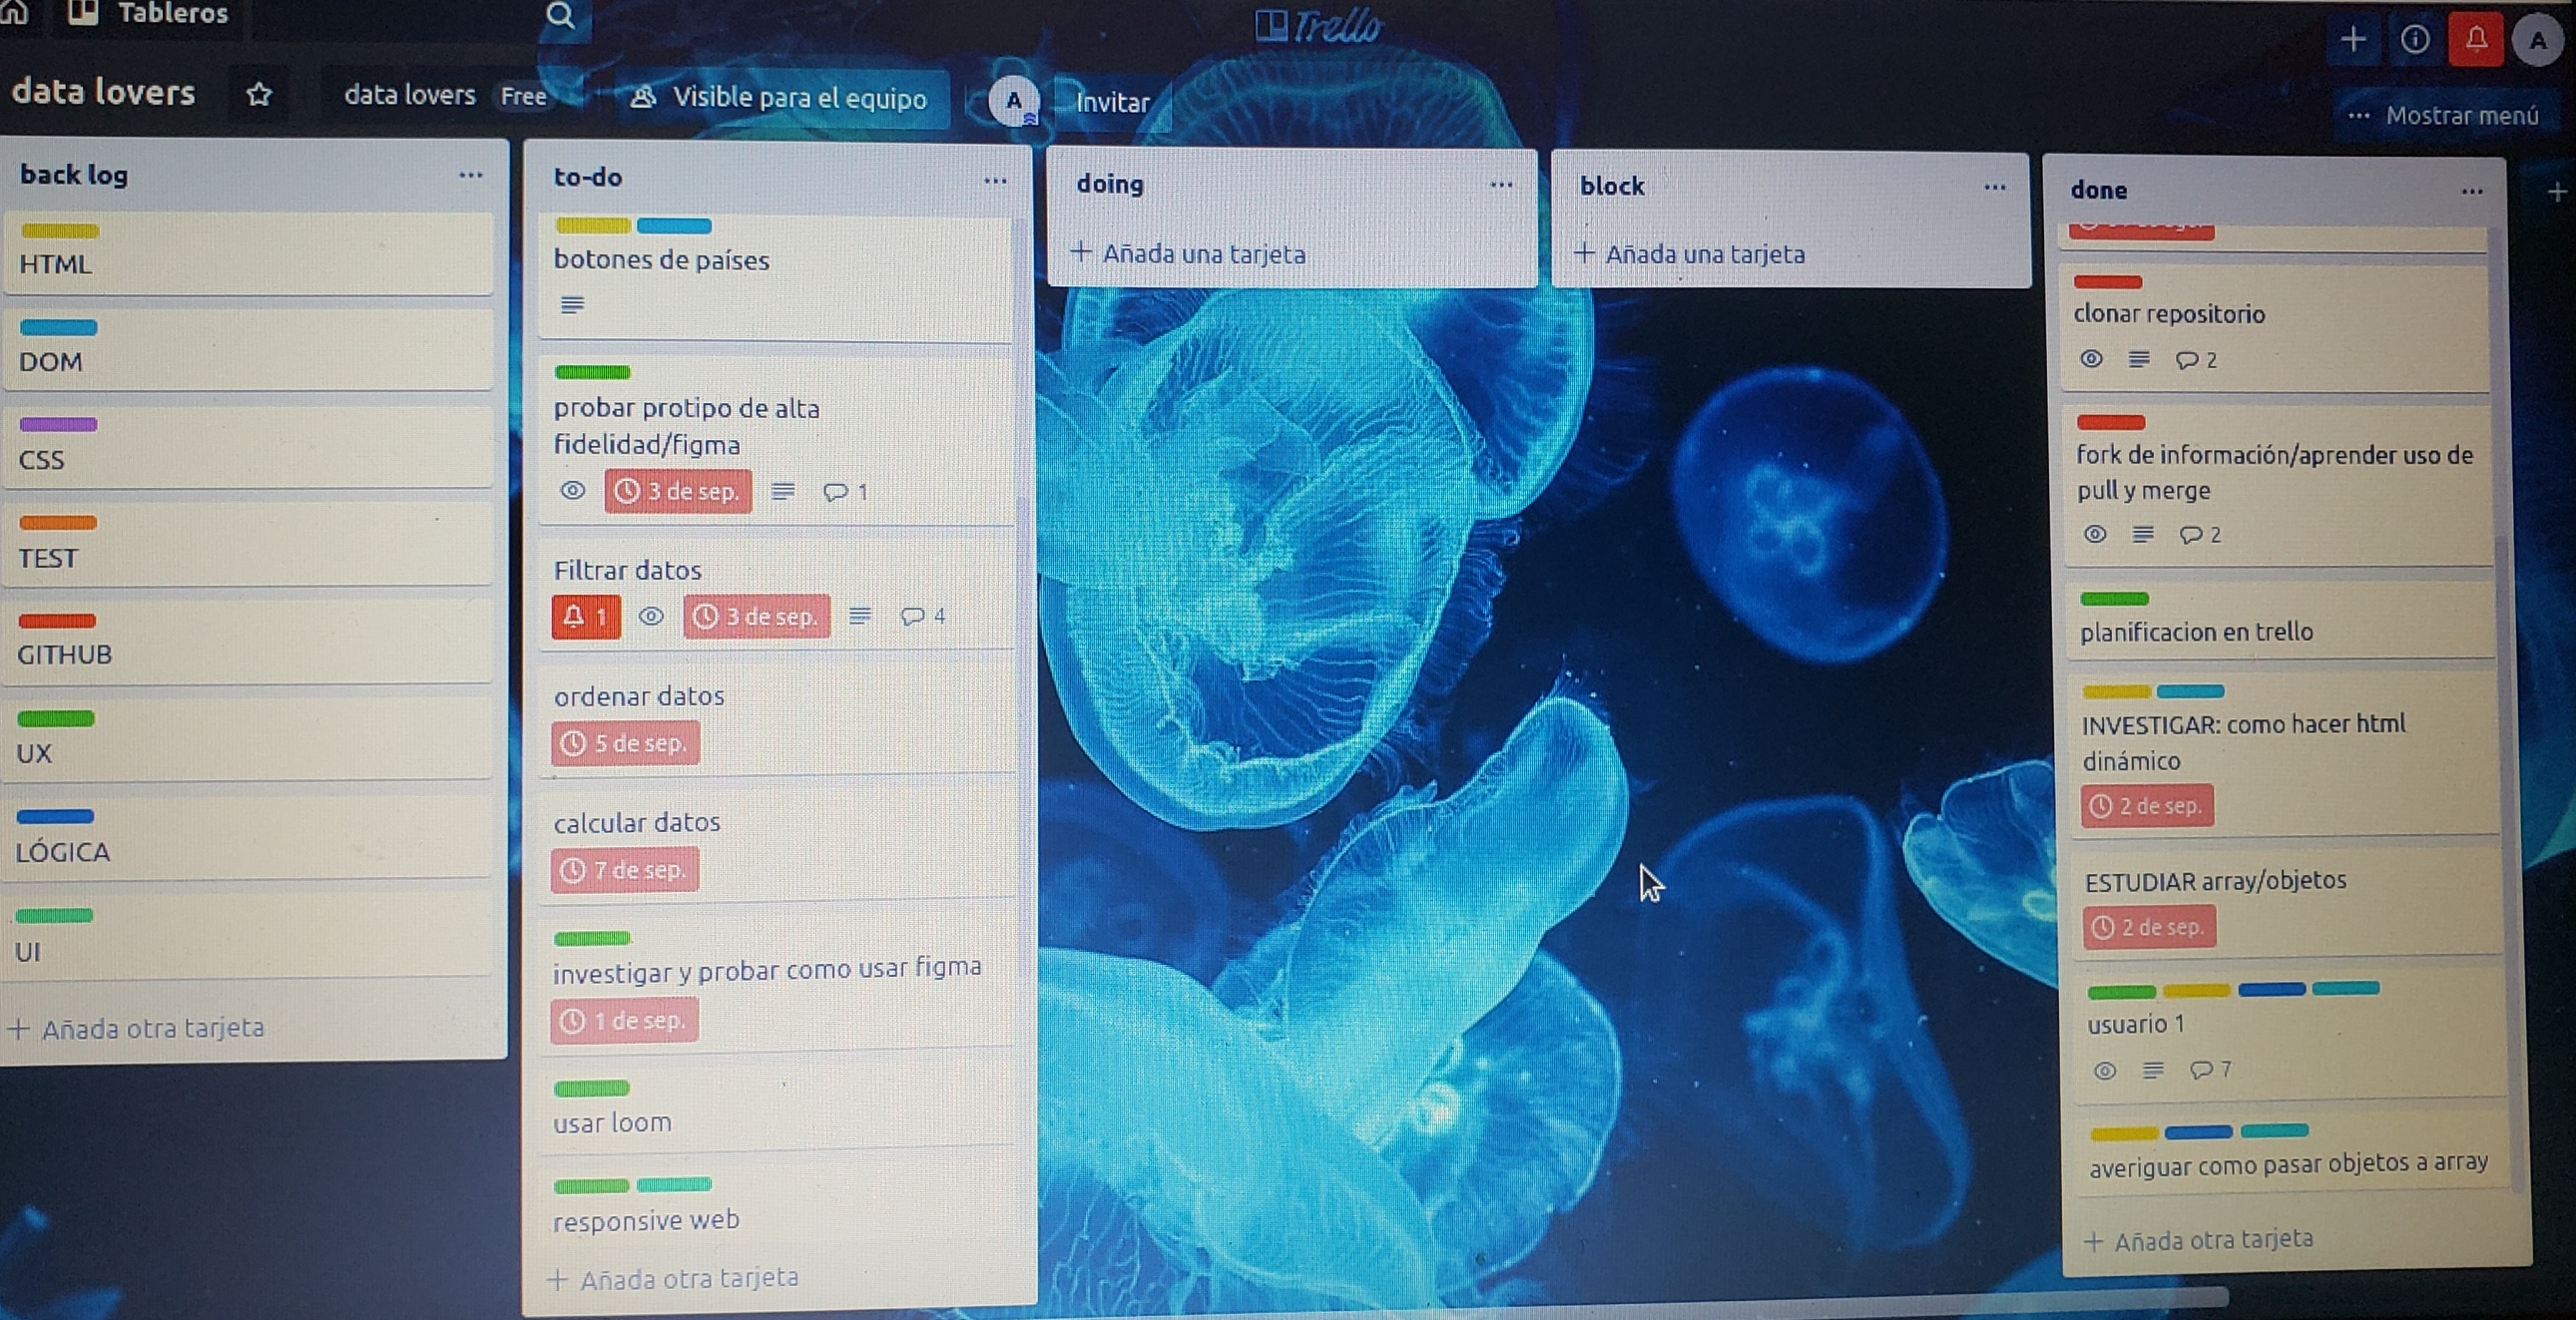 Tableros
Trello
A
data lovers
data lovers Free
Visible para el equipo
A
Invitar
Mostrar menú
back log
HTML
DOM
CSS
TEST
GITHUB
UX
LÓGICA
UI
+ Añada otra tarjeta
to-do
botones de países
probar protipo de alta
fidelidad/figma
3 de sep.
1
Filtrar datos
1
3 de sep.
4
ordenar datos
5 de sep.
calcular datos
7 de sep.
investigar y probar como usar figma
1 de sep.
usar loom
responsive web
+ Añada otra tarjeta
doing
+ Añada una tarjeta
block
+ Añada una tarjeta
done
clonar repositorio
2
fork de información/aprender uso de
pull y merge
2
planificacion en trello
INVESTIGAR: como hacer html
dinámico
2 de sep.
ESTUDIAR array/objetos
2 de sep.
usuario 1
7
averiguar como pasar objetos a array
+ Añada otra tarjeta